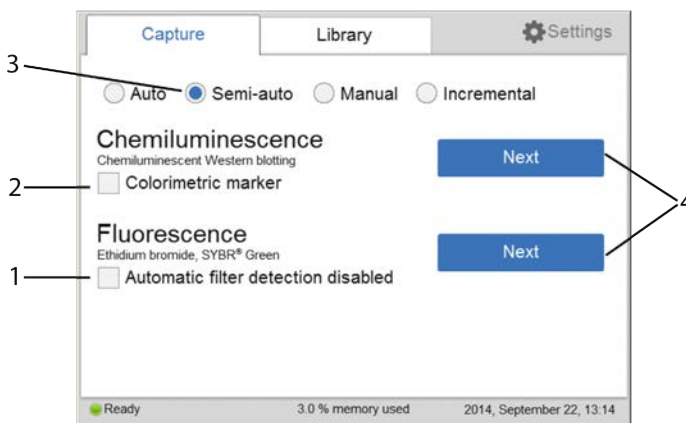 Capture Library Settings
3
Auto Semi-auto Manual Incremental
Chemiluminescence
Chemiluminescent Western blotting
Next
2
Colorimetric marker
4
Fluorescence
Ethidium bromide, SYBR® Green
Next
1
Automatic filter detection disabled
Ready 3.0 % memory used 2014, September 22, 13:14